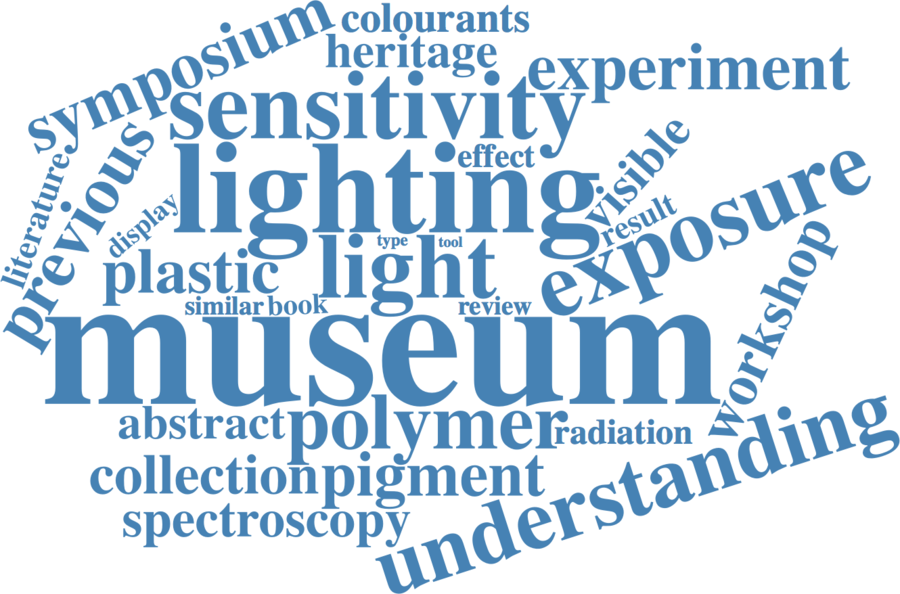 colourants
symposium
heritage
experiment
sensitivity
effect
visible
literature
previous
lighting
exposure
display
result
type
tool
plastic
light
workshop
similar
book
review
museum
abstract
polymer
radiation
collection
pigment
understanding
spectroscopy